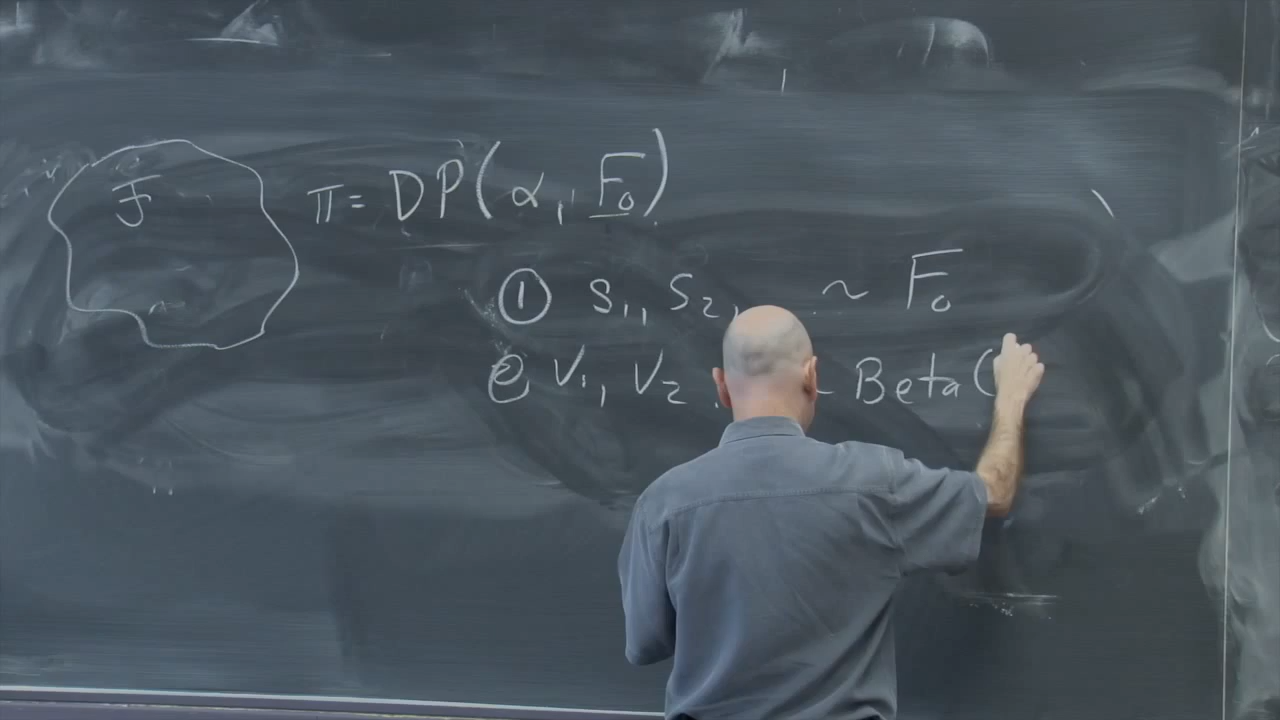 𝓕
π = DP(α, F₀)
① s₁, s₂, . ~ F₀
② V₁, V₂ . ~ Beta(